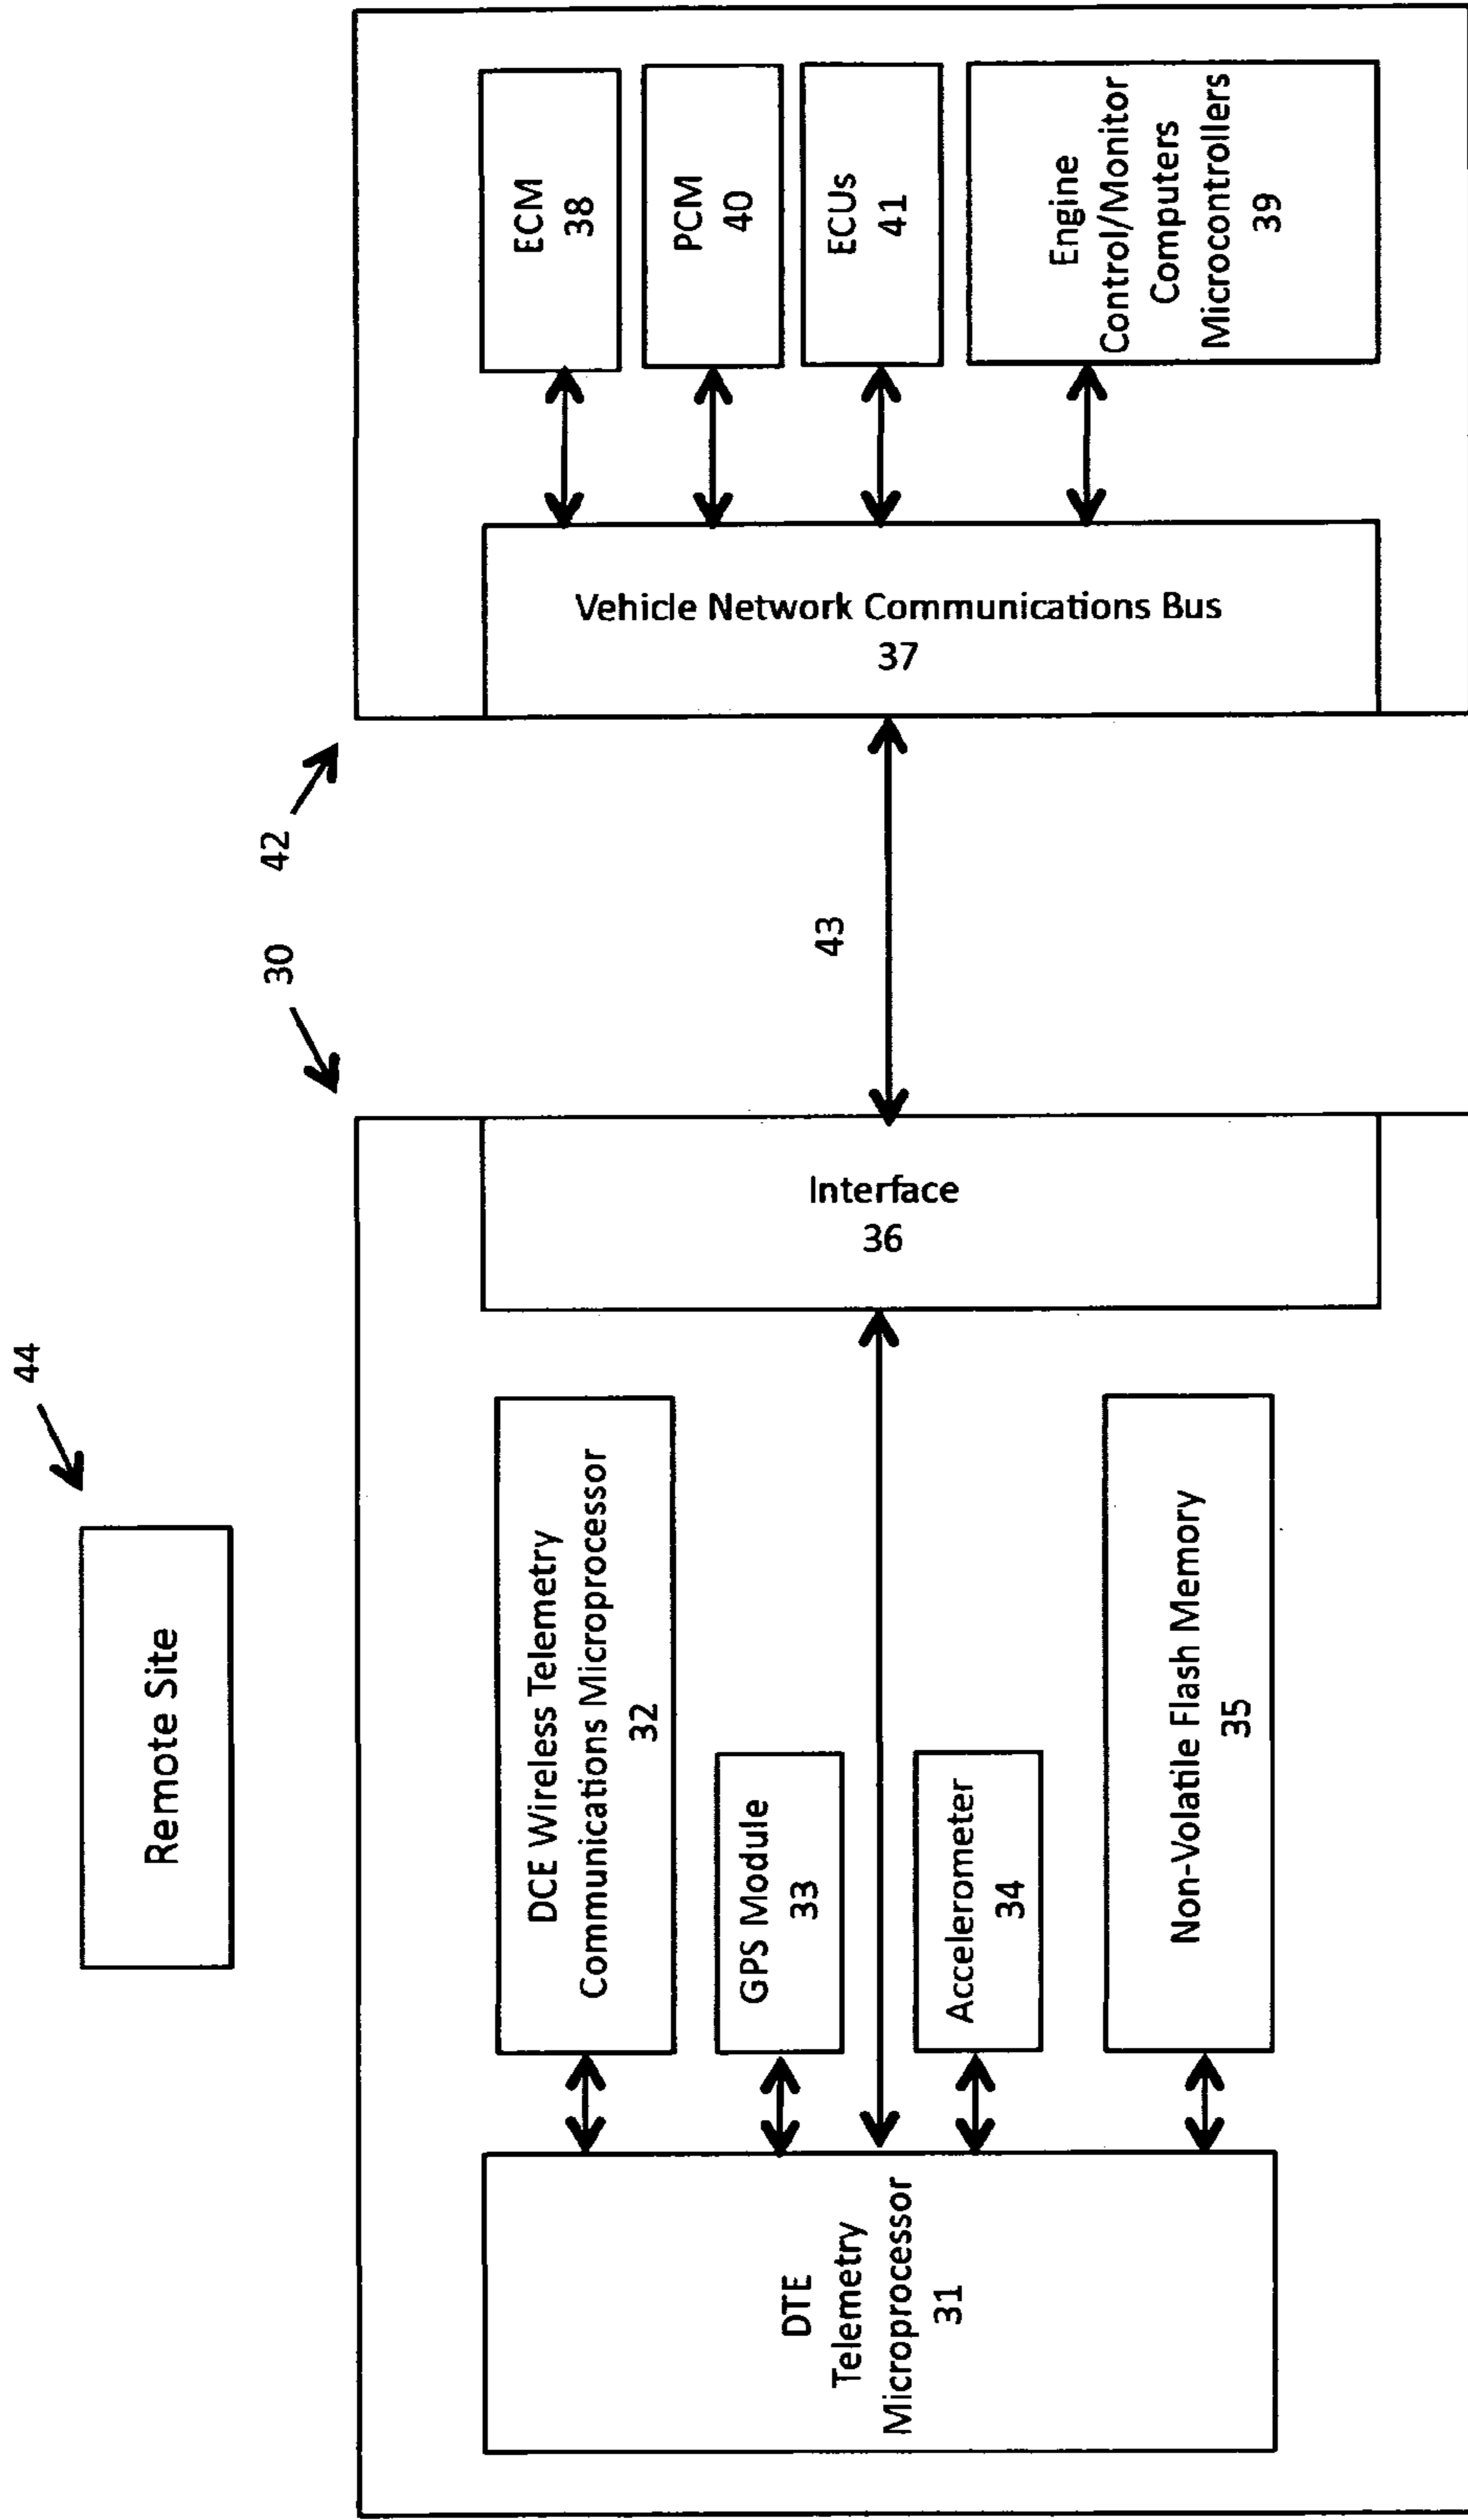 44
Remote Site
30
42
DTE
Telemetry
Microprocessor
31
DCE Wireless Telemetry
Communications Microprocessor
32
GPS Module
33
Accelerometer
34
Non-Volatile Flash Memory
35
Interface
36
43
Vehicle Network Communications Bus
37
ECM
38
PCM
40
ECUs
41
Engine
Control/Monitor
Computers
Microcontrollers
39